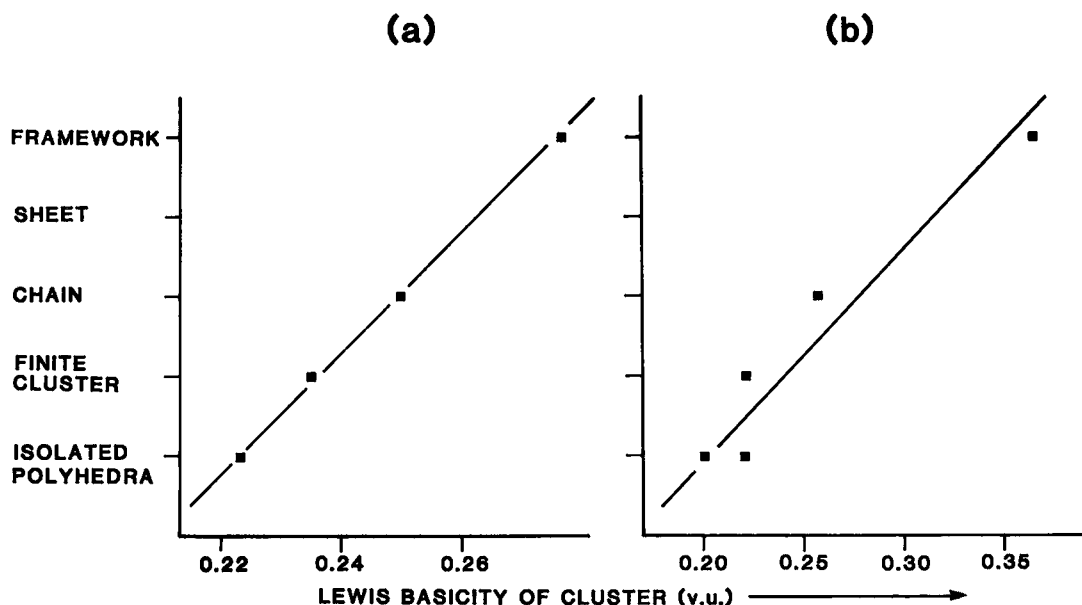 (a)
(b)
FRAMEWORK
SHEET
CHAIN
FINITE
CLUSTER
ISOLATED
POLYHEDRA
0.22 0.24 0.26
0.20 0.25 0.30 0.35
LEWIS BASICITY OF CLUSTER (v.u.)